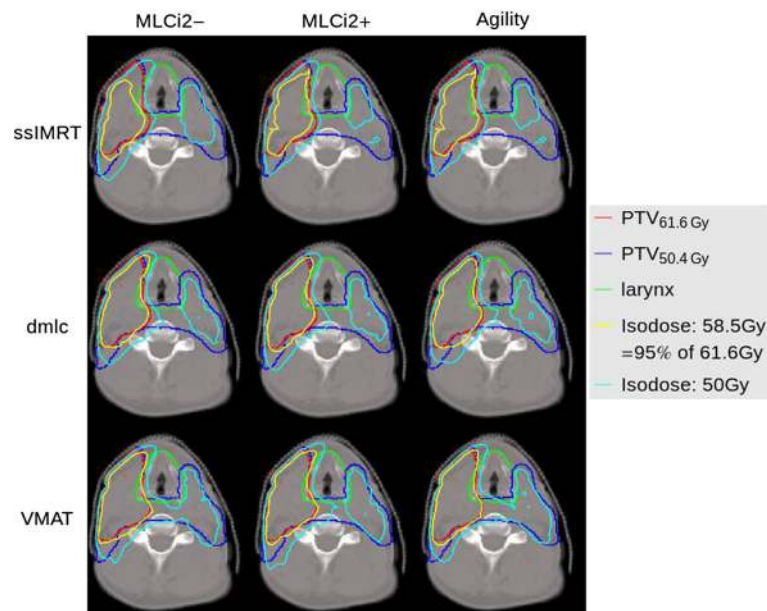 MLCi2− MLCi2+ Agility
ssIMRT
dmlc
VMAT
PTV61.6 Gy
PTV50.4 Gy
larynx
Isodose: 58.5Gy
=95% of 61.6Gy
Isodose: 50Gy